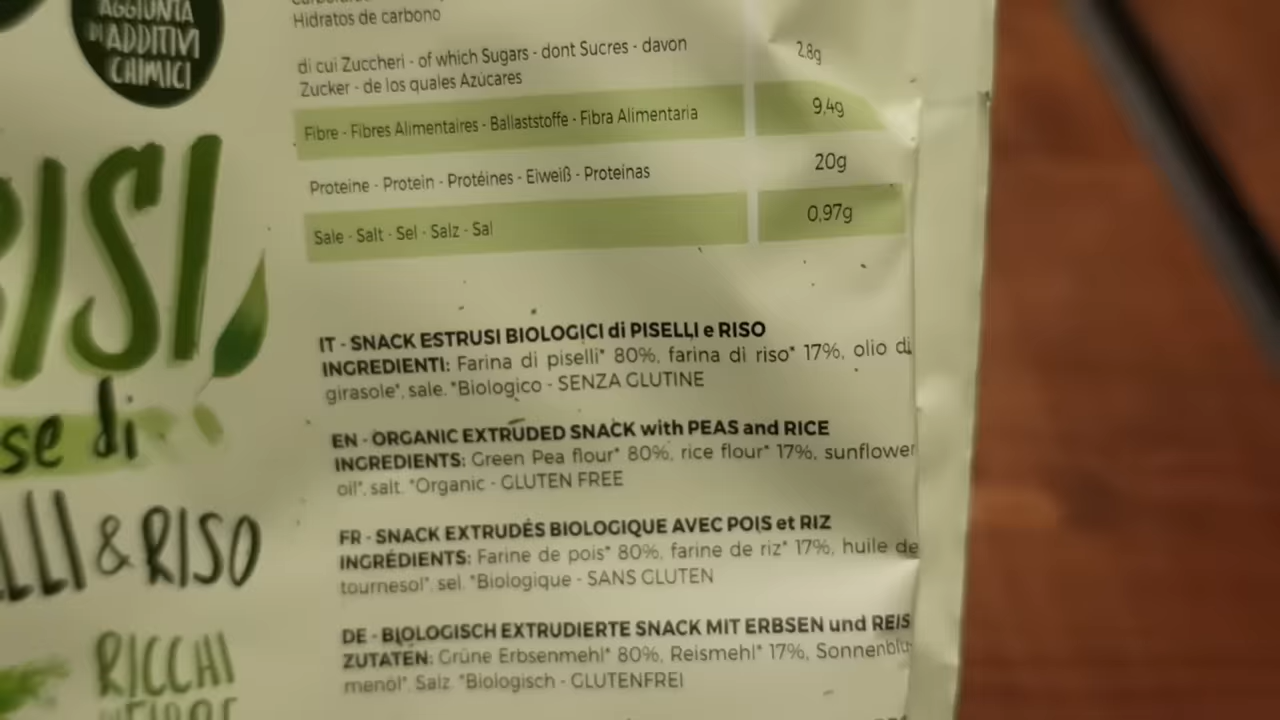 AGGIUNTA
DI ADDITIVI
CHIMICI
Hidratos de carbono
di cui Zuccheri - of which Sugars - dont Sucres - davon
Zucker - de los quales Azúcares
2,8g
Fibre - Fibres Alimentaires - Ballaststoffe - Fibra Alimentaria
9,4g
Proteine - Protein - Protéines - Eiweiß - Proteínas
20g
Sale - Salt - Sel - Salz - Sal
0,97g
ISI
se di
LLI & RISO
RICCHI
IT - SNACK ESTRUSI BIOLOGICI di PISELLI e RISO
INGREDIENTI: Farina di piselli* 80%, farina di riso* 17%, olio di
girasole*, sale. *Biologico - SENZA GLUTINE
EN - ORGANIC EXTRUDED SNACK with PEAS and RICE
INGREDIENTS: Green Pea flour* 80%, rice flour* 17%, sunflower
oil*, salt. *Organic - GLUTEN FREE
FR - SNACK EXTRUDÉS BIOLOGIQUE AVEC POIS et RIZ
INGRÉDIENTS: Farine de pois* 80%, farine de riz* 17%, huile de
tournesol*, sel. *Biologique - SANS GLUTEN
DE - BIOLOGISCH EXTRUDIERTE SNACK MIT ERBSEN und REIS
ZUTATEN: Grüne Erbsenmehl* 80%, Reismehl* 17%, Sonnenblu-
menöl*, Salz. *Biologisch - GLUTENFREI